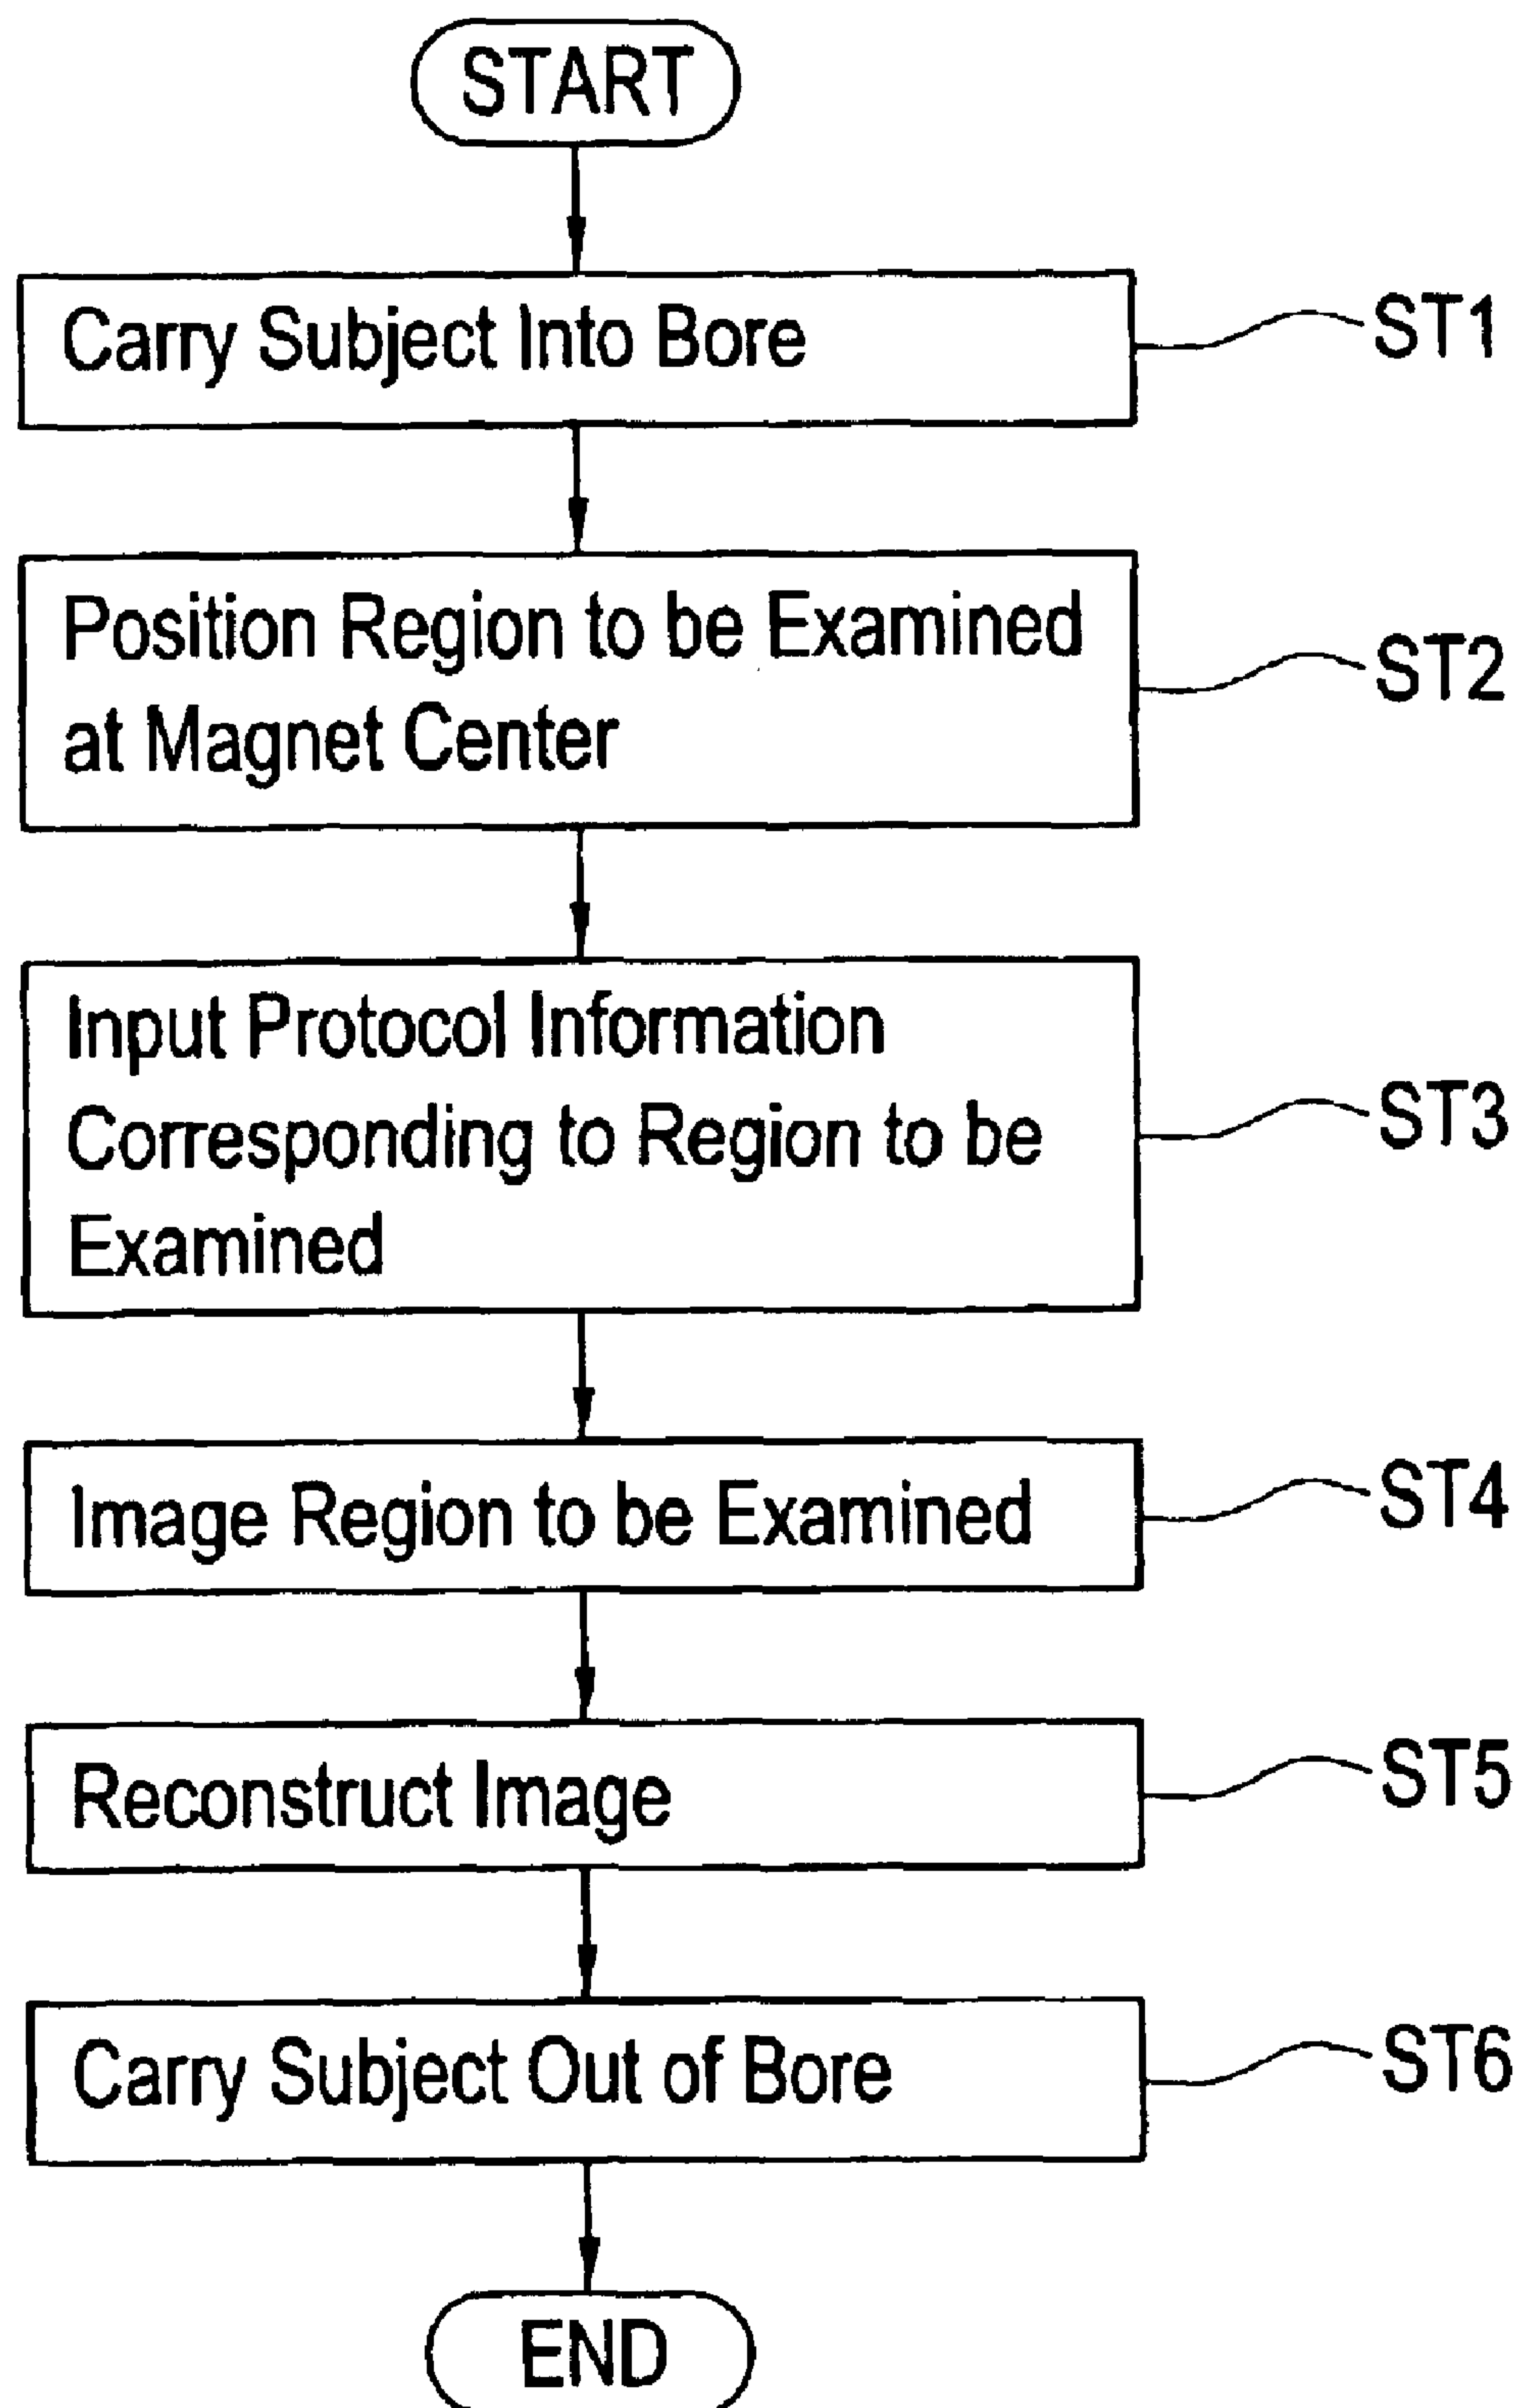 START
Carry Subject Into Bore
ST1
Position Region to be Examined
at Magnet Center
ST2
Input Protocol Information
Corresponding to Region to be
Examined
ST3
Image Region to be Examined
ST4
Reconstruct Image
ST5
Carry Subject Out of Bore
ST6
END